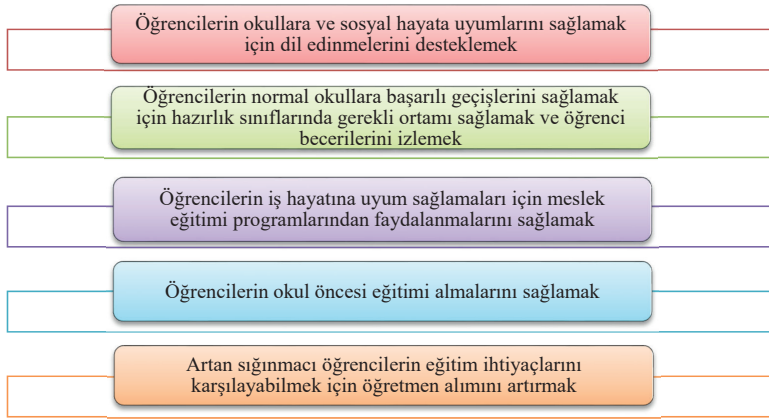 Öğrencilerin okullara ve sosyal hayata uyumlarını sağlamak
için dil edinmelerini desteklemek
Öğrencilerin normal okullara başarılı geçişlerini sağlamak
için hazırlık sınıflarında gerekli ortamı sağlamak ve öğrenci
becerilerini izlemek
Öğrencilerin iş hayatına uyum sağlamaları için meslek
eğitimi programlarından faydalanmalarını sağlamak
Öğrencilerin okul öncesi eğitimi almalarını sağlamak
Artan sığınmacı öğrencilerin eğitim ihtiyaçlarını
karşılayabilmek için öğretmen alımını artırmak